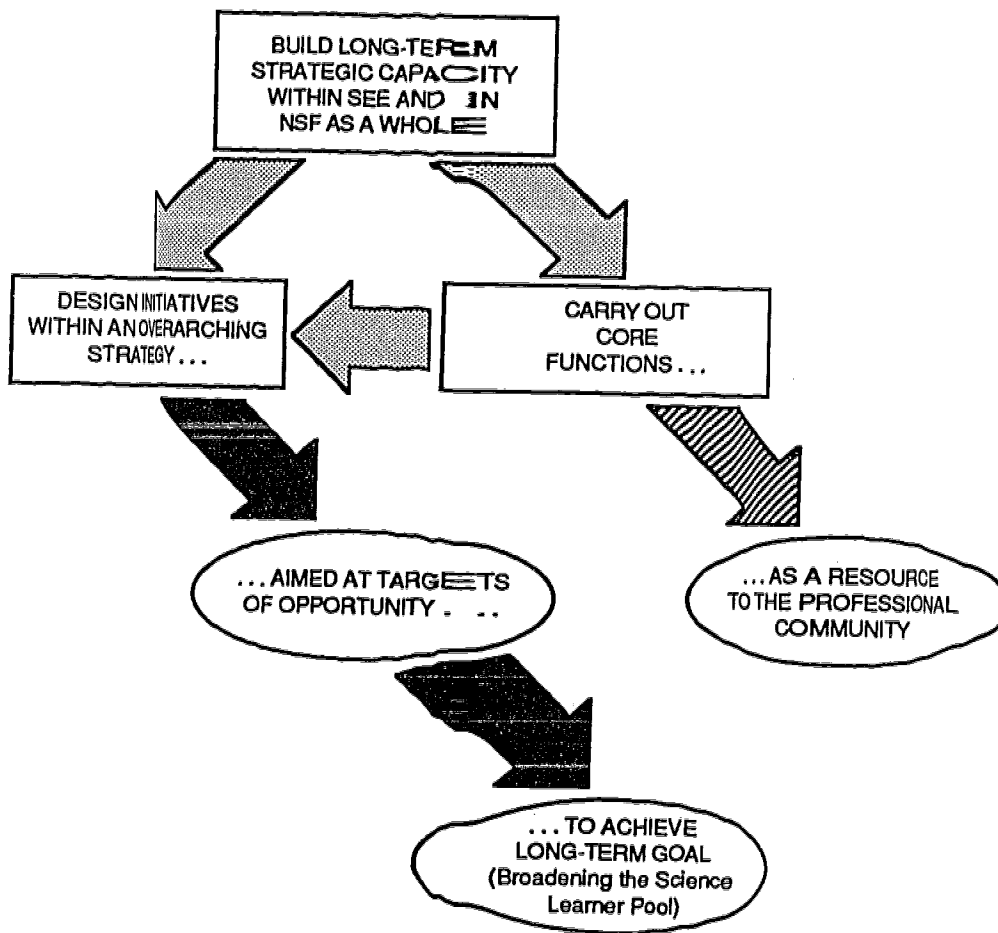 BUILD LONG-TERM
STRATEGIC CAPACITY
WITHIN SEE AND IN
NSF AS A WHOLE
DESIGN INITIATIVES
WITHIN AN OVERARCHING
STRATEGY . . .
CARRY OUT
CORE
FUNCTIONS . . .
. . . AIMED AT TARGETS
OF OPPORTUNITY . . .
. . . AS A RESOURCE
TO THE PROFESSIONAL
COMMUNITY
. . . TO ACHIEVE
LONG-TERM GOAL
(Broadening the Science
Learner Pool)